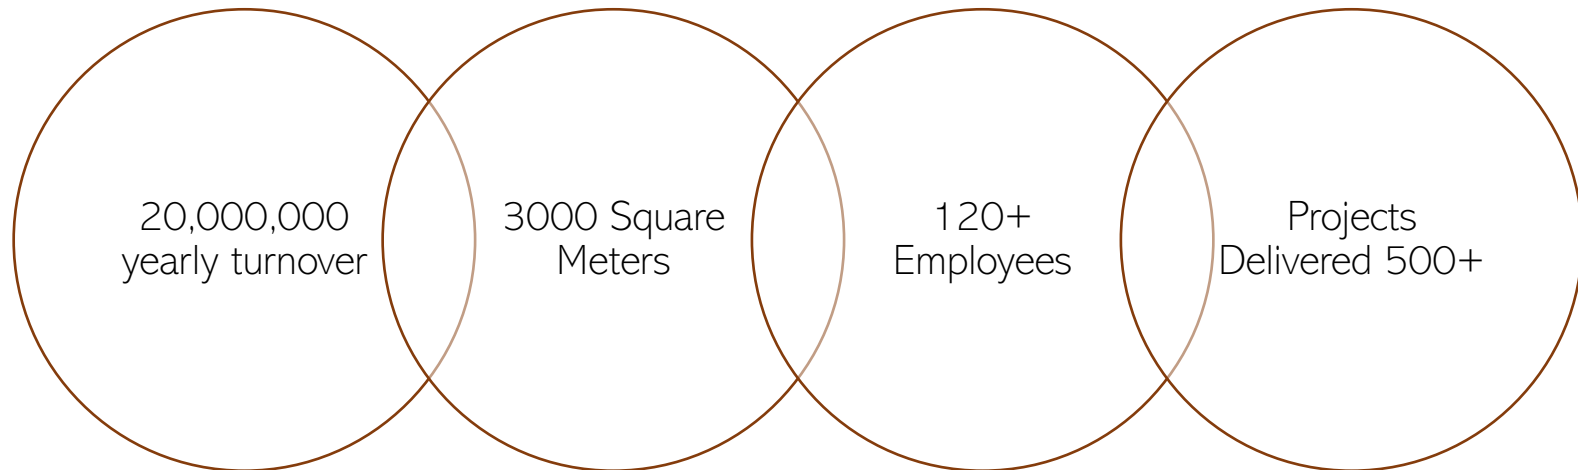 20,000,000
yearly turnover
3000 Square
Meters
120+
Employees
Projects
Delivered 500+